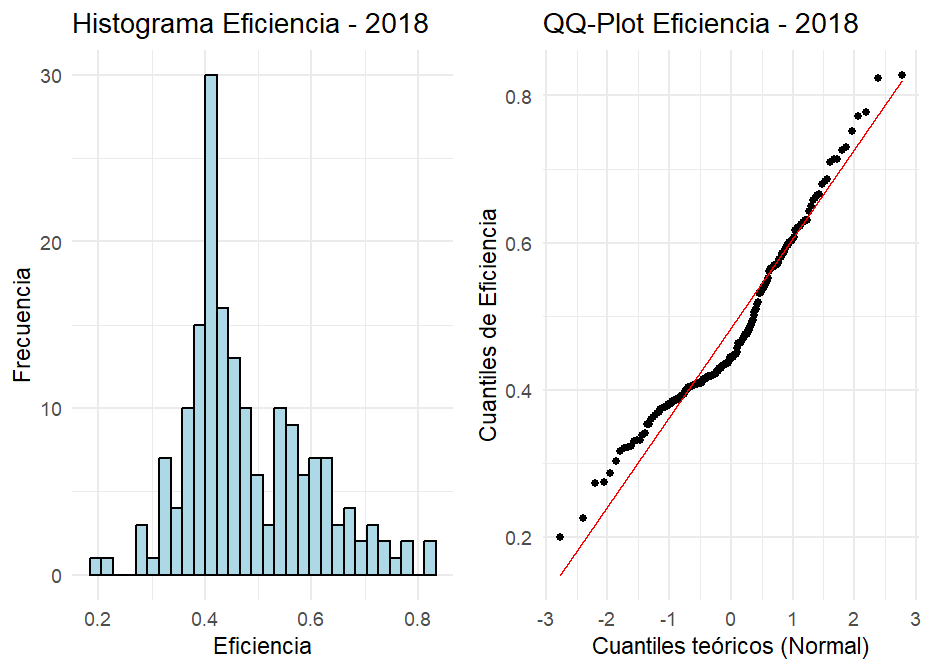 Histograma Eficiencia - 2018
Frecuencia
30
20
10
0
0.2 0.4 0.6 0.8
Eficiencia
QQ-Plot Eficiencia - 2018
Cuantiles de Eficiencia
0.8
0.6
0.4
0.2
-3 -2 -1 0 1 2 3
Cuantiles teóricos (Normal)